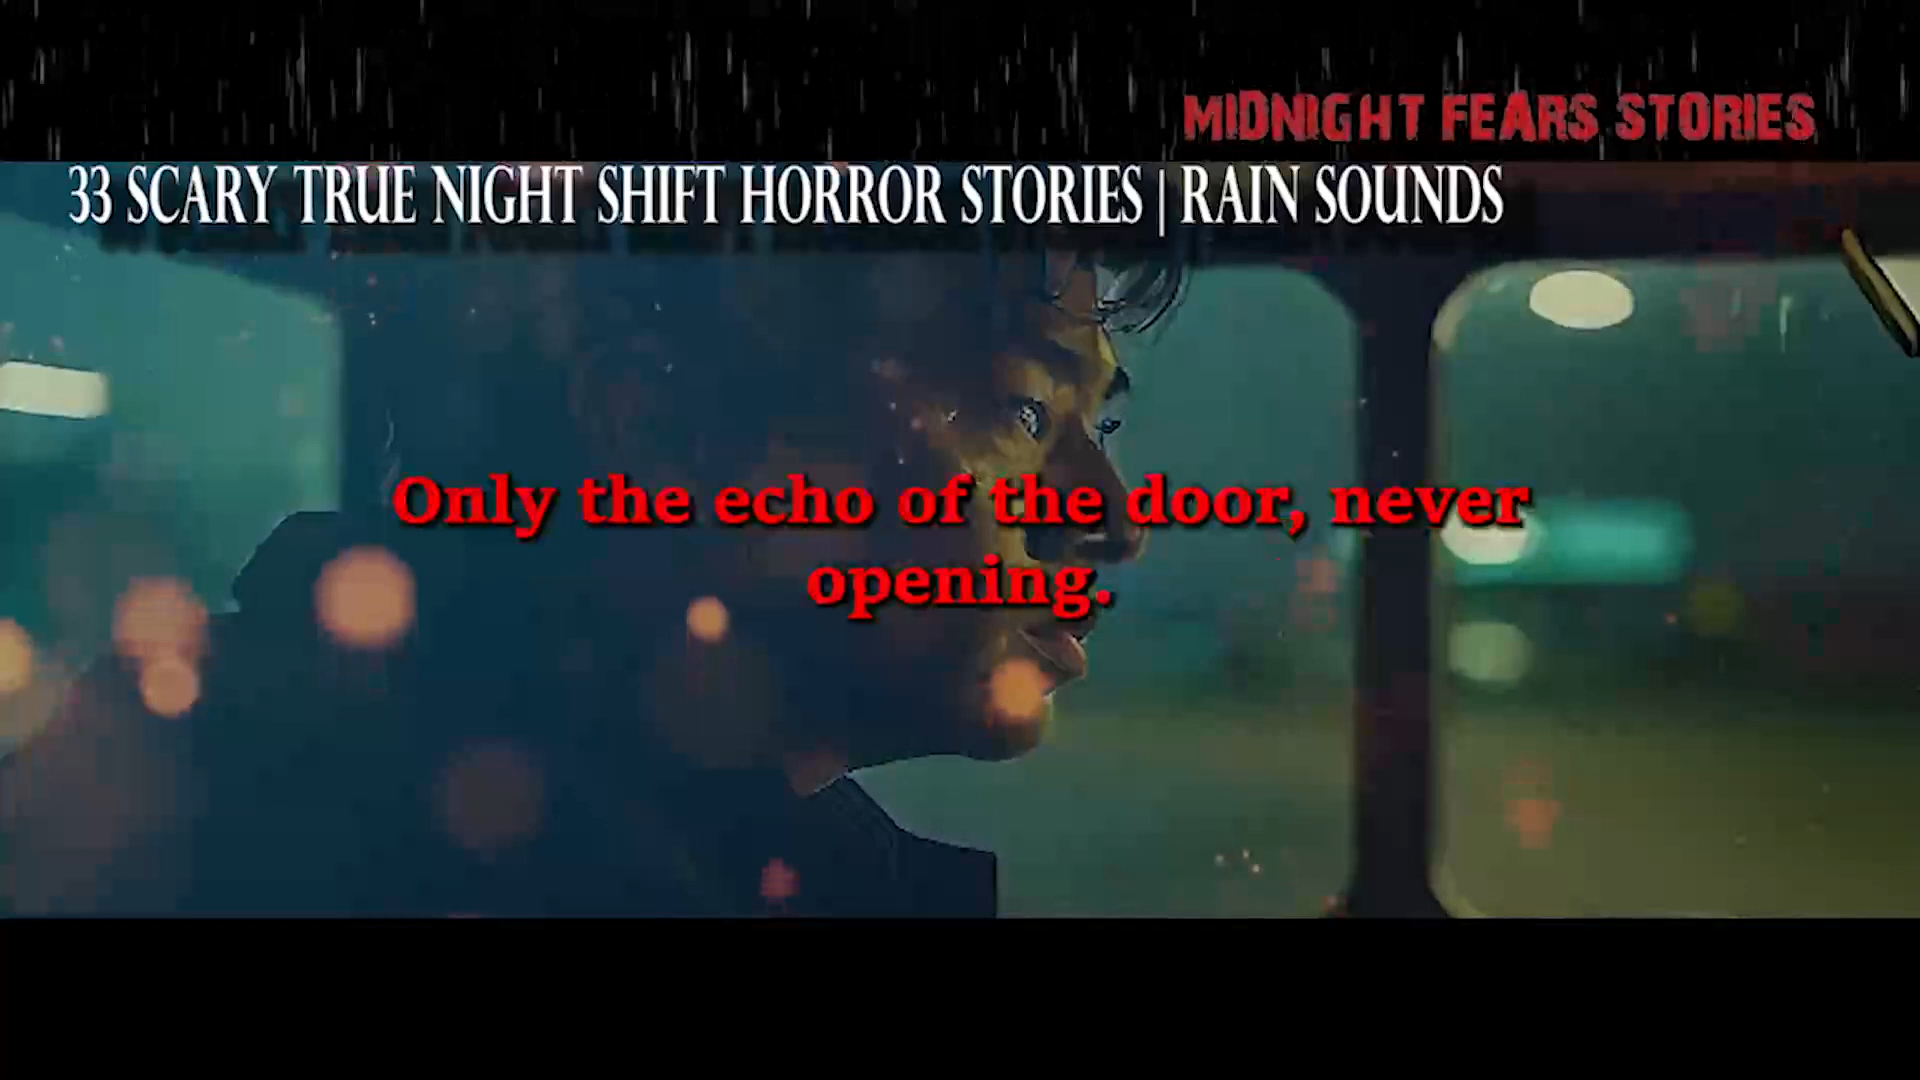 MIDNIGHT FEARS STORIES
33 SCARY TRUE NIGHT SHIFT HORROR STORIES | RAIN SOUNDS
Only the echo of the door, never
opening.